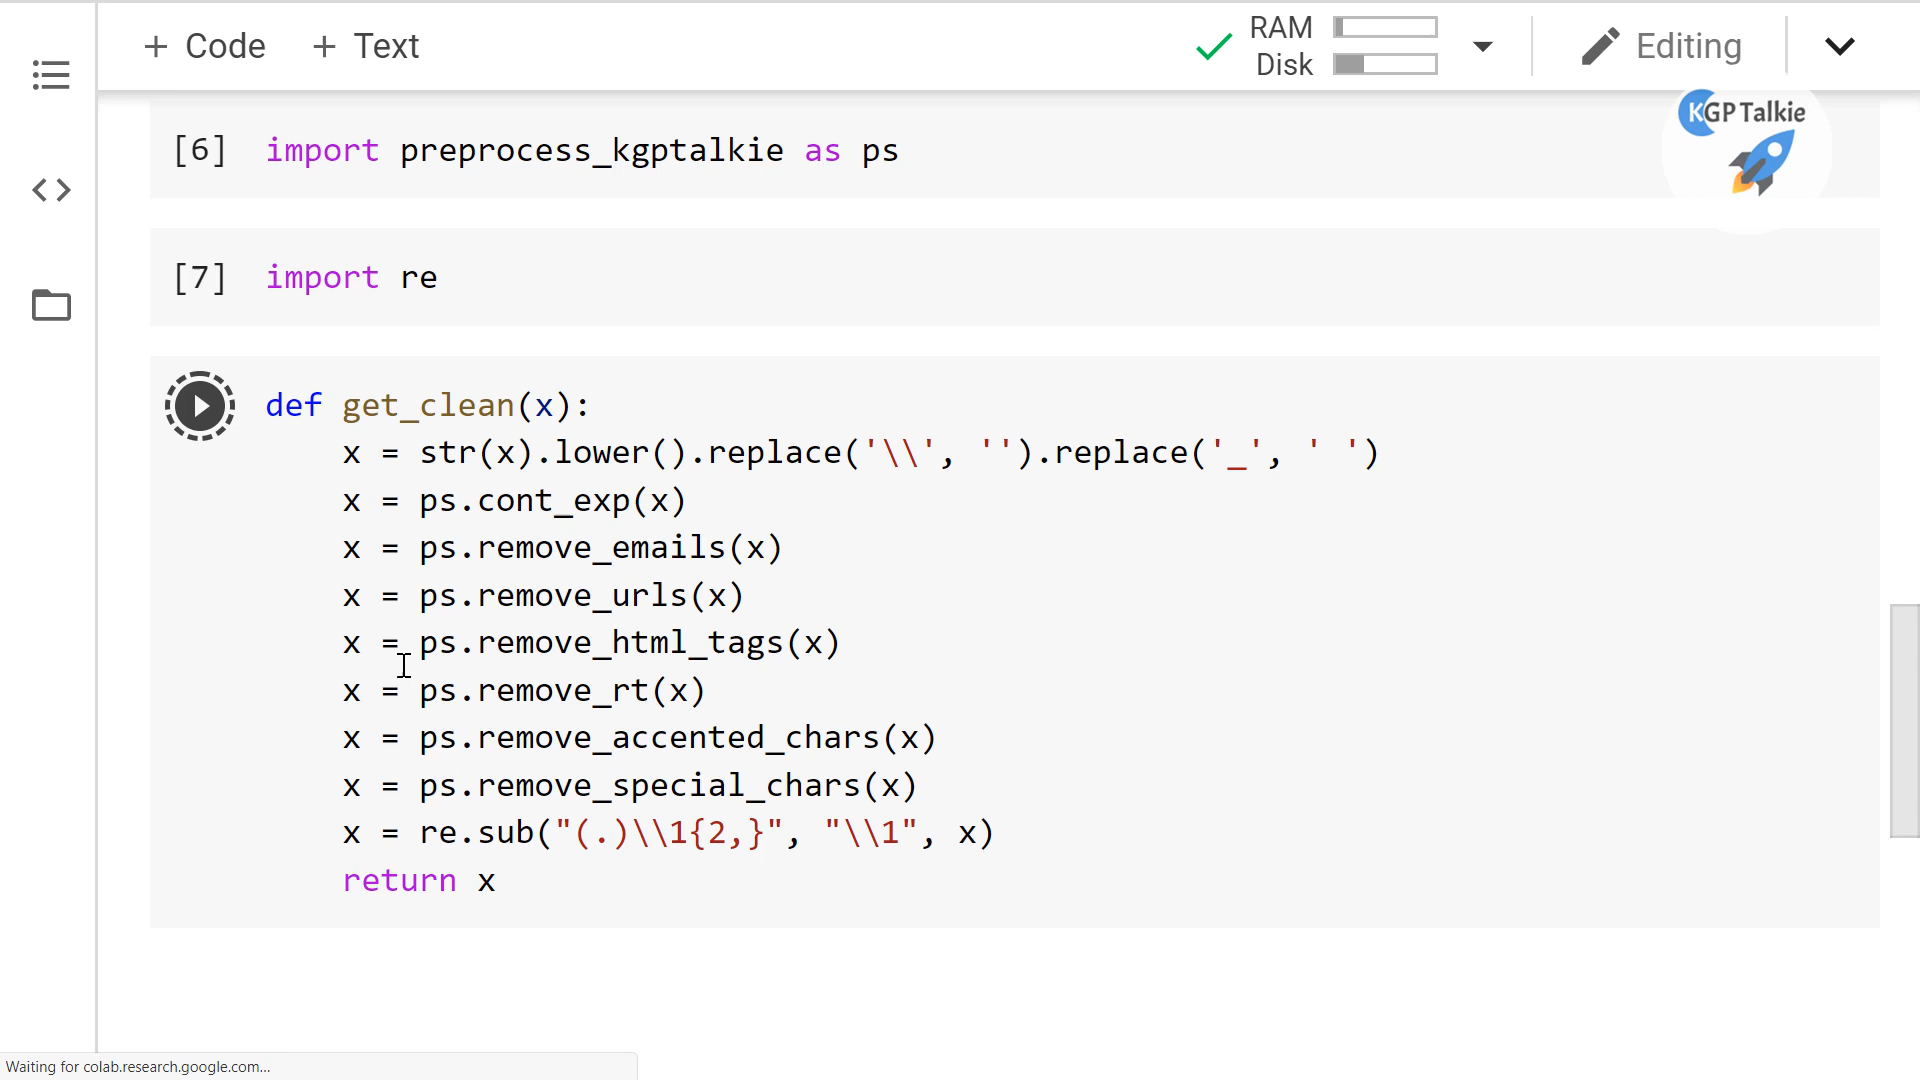 + Code + Text
RAM
Disk
Editing
KGP Talkie
[6] import preprocess_kgptalkie as ps
[7] import re
def get_clean(x):
    x = str(x).lower().replace('\\', '').replace('_', ' ')
    x = ps.cont_exp(x)
    x = ps.remove_emails(x)
    x = ps.remove_urls(x)
    x = ps.remove_html_tags(x)
    x = ps.remove_rt(x)
    x = ps.remove_accented_chars(x)
    x = ps.remove_special_chars(x)
    x = re.sub("(.)\\1{2,}", "\\1", x)
    return x
Waiting for colab.research.google.com...